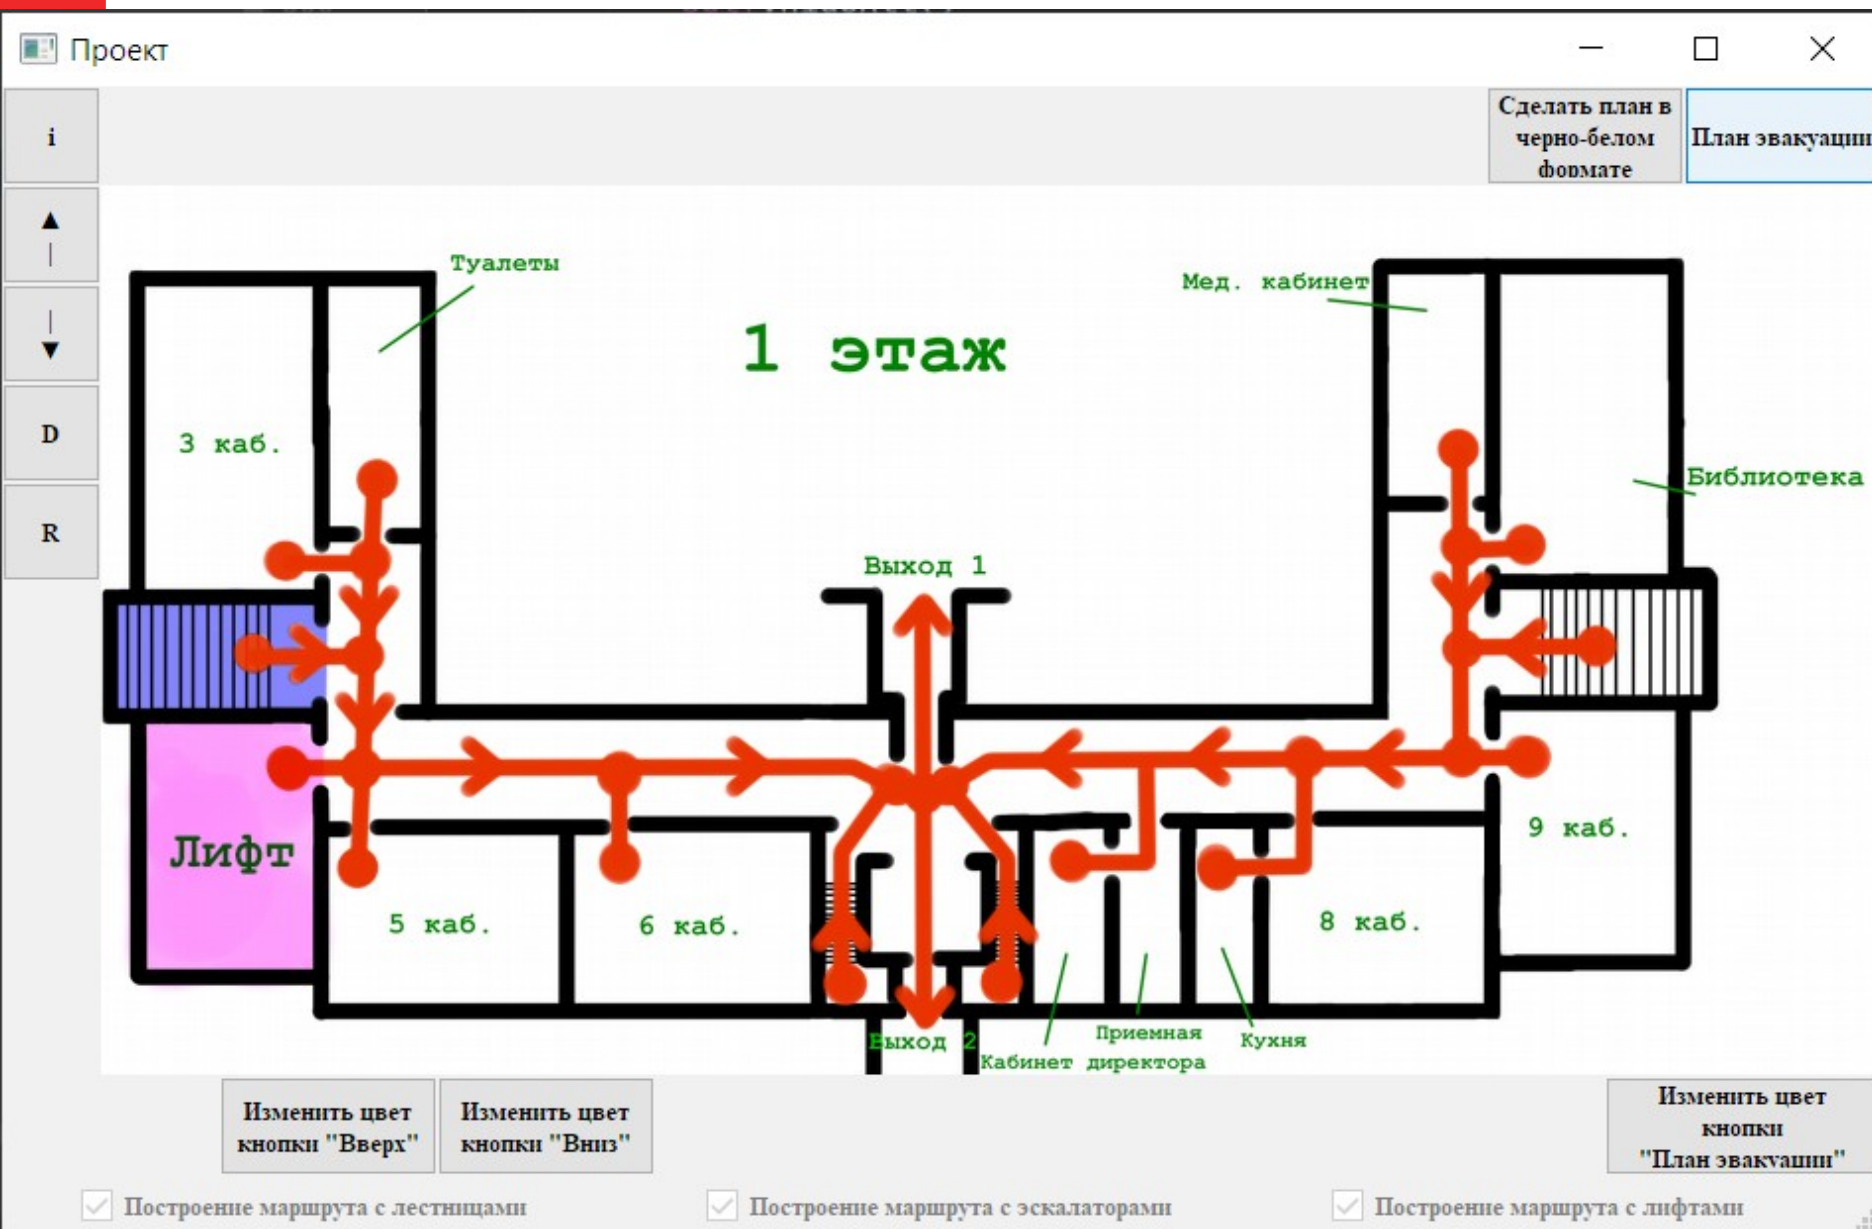 Проект
i
Сделать план в
черно-белом
формате
План эвакуации
▲
|
|
▼
D
R
Туалеты
Мед. кабинет
1 этаж
3 каб.
Библиотека
Выход 1
Лифт
9 каб.
5 каб.
6 каб.
8 каб.
Выход 2
Кабинет
Приемная
директора
Кухня
Изменить цвет
кнопки "Вверх"
Изменить цвет
кнопки "Вниз"
Изменить цвет
кнопки
"План эвакуации"
Построение маршрута с лестницами
Построение маршрута с эскалаторами
Построение маршрута с лифтами